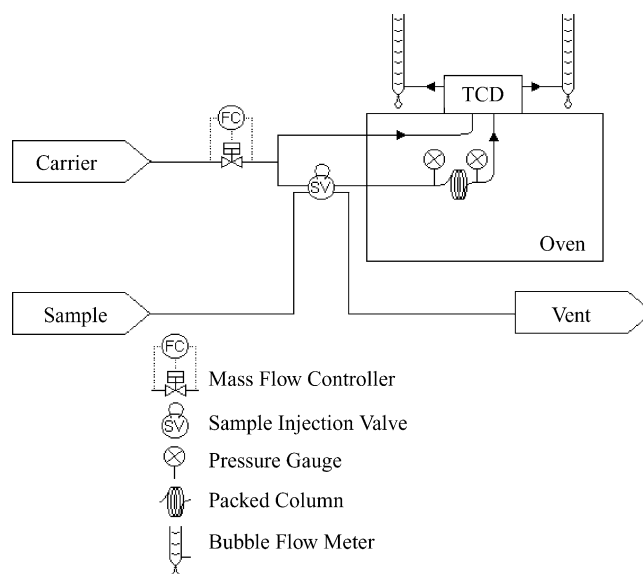 TCD
FC
Carrier
SV
Oven
Sample
Vent
FC
Mass Flow Controller
SV
Sample Injection Valve
Pressure Gauge
Packed Column
Bubble Flow Meter